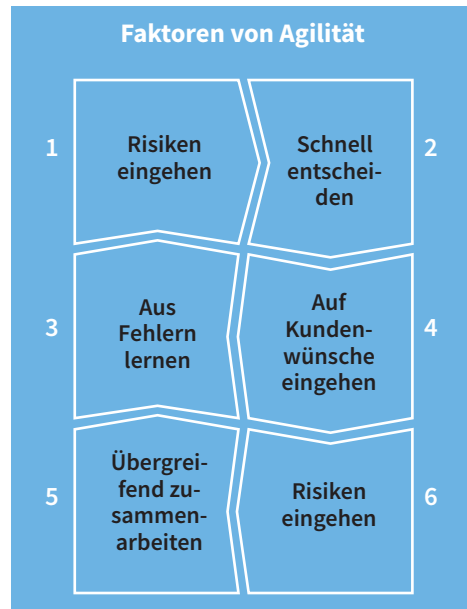 Faktoren von Agilität
1
Risiken
eingehen
Schnell
entschei-
den
2
3
Aus
Fehlern
lernen
Auf
Kunden-
wünsche
eingehen
4
5
Übergrei-
fend zu-
sammen-
arbeiten
Risiken
eingehen
6